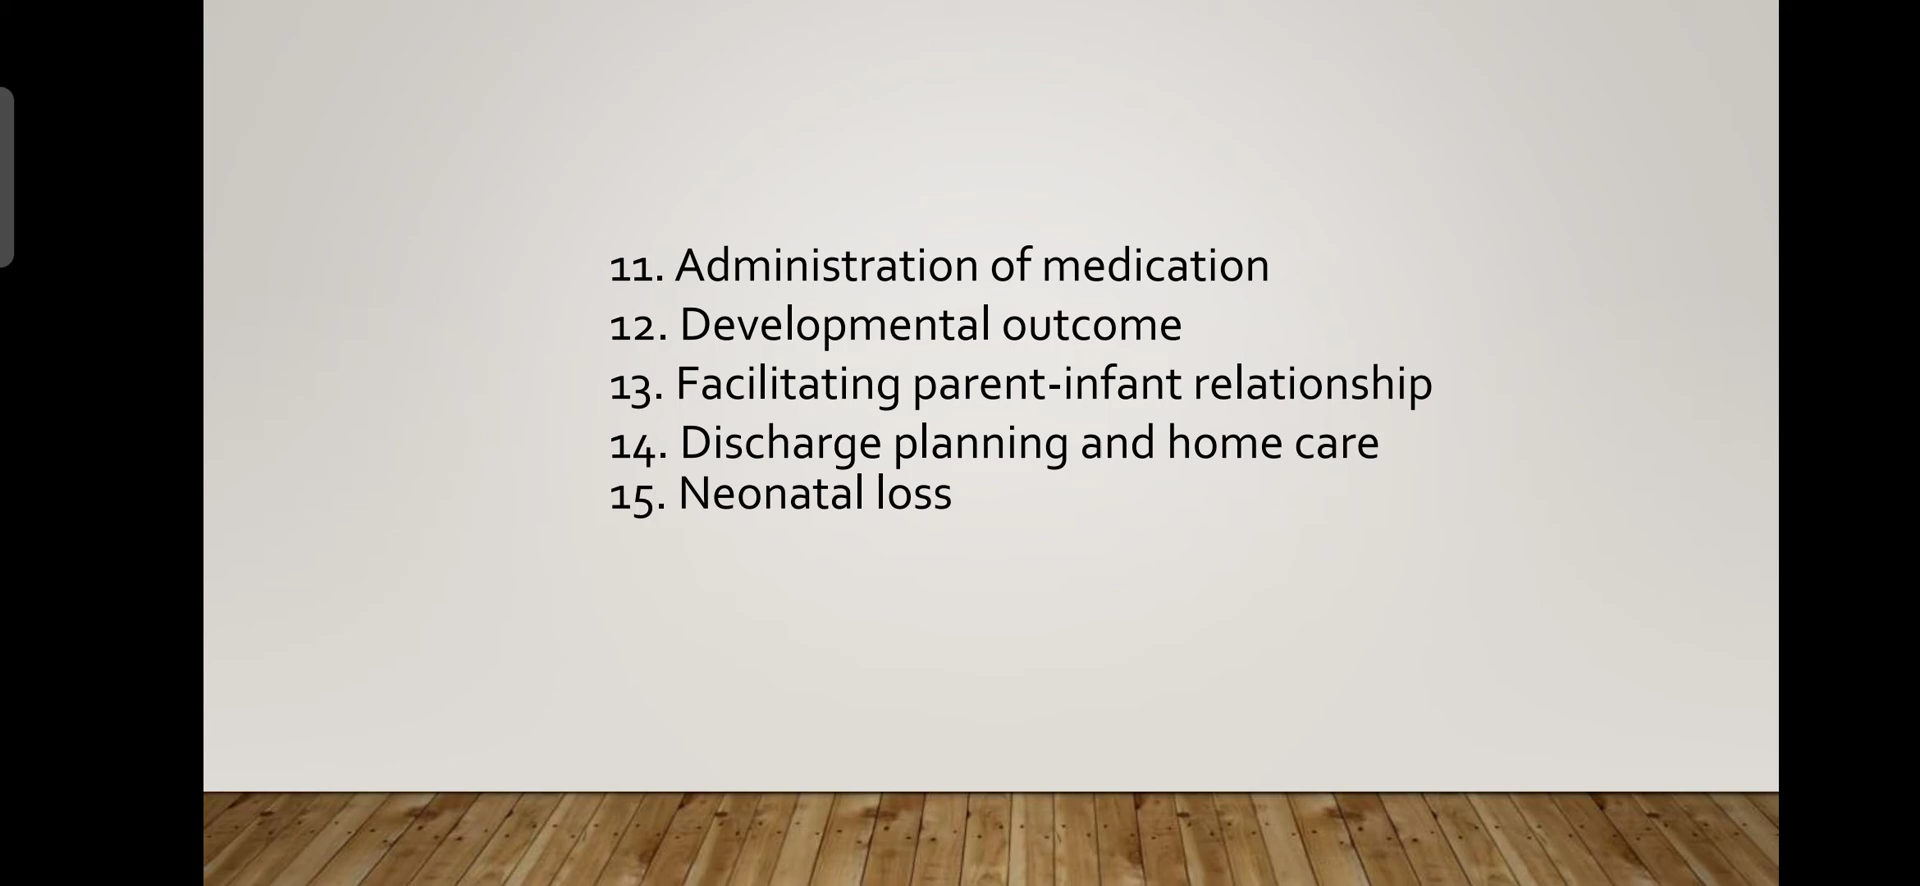 11. Administration of medication
12. Developmental outcome
13. Facilitating parent-infant relationship
14. Discharge planning and home care
15. Neonatal loss